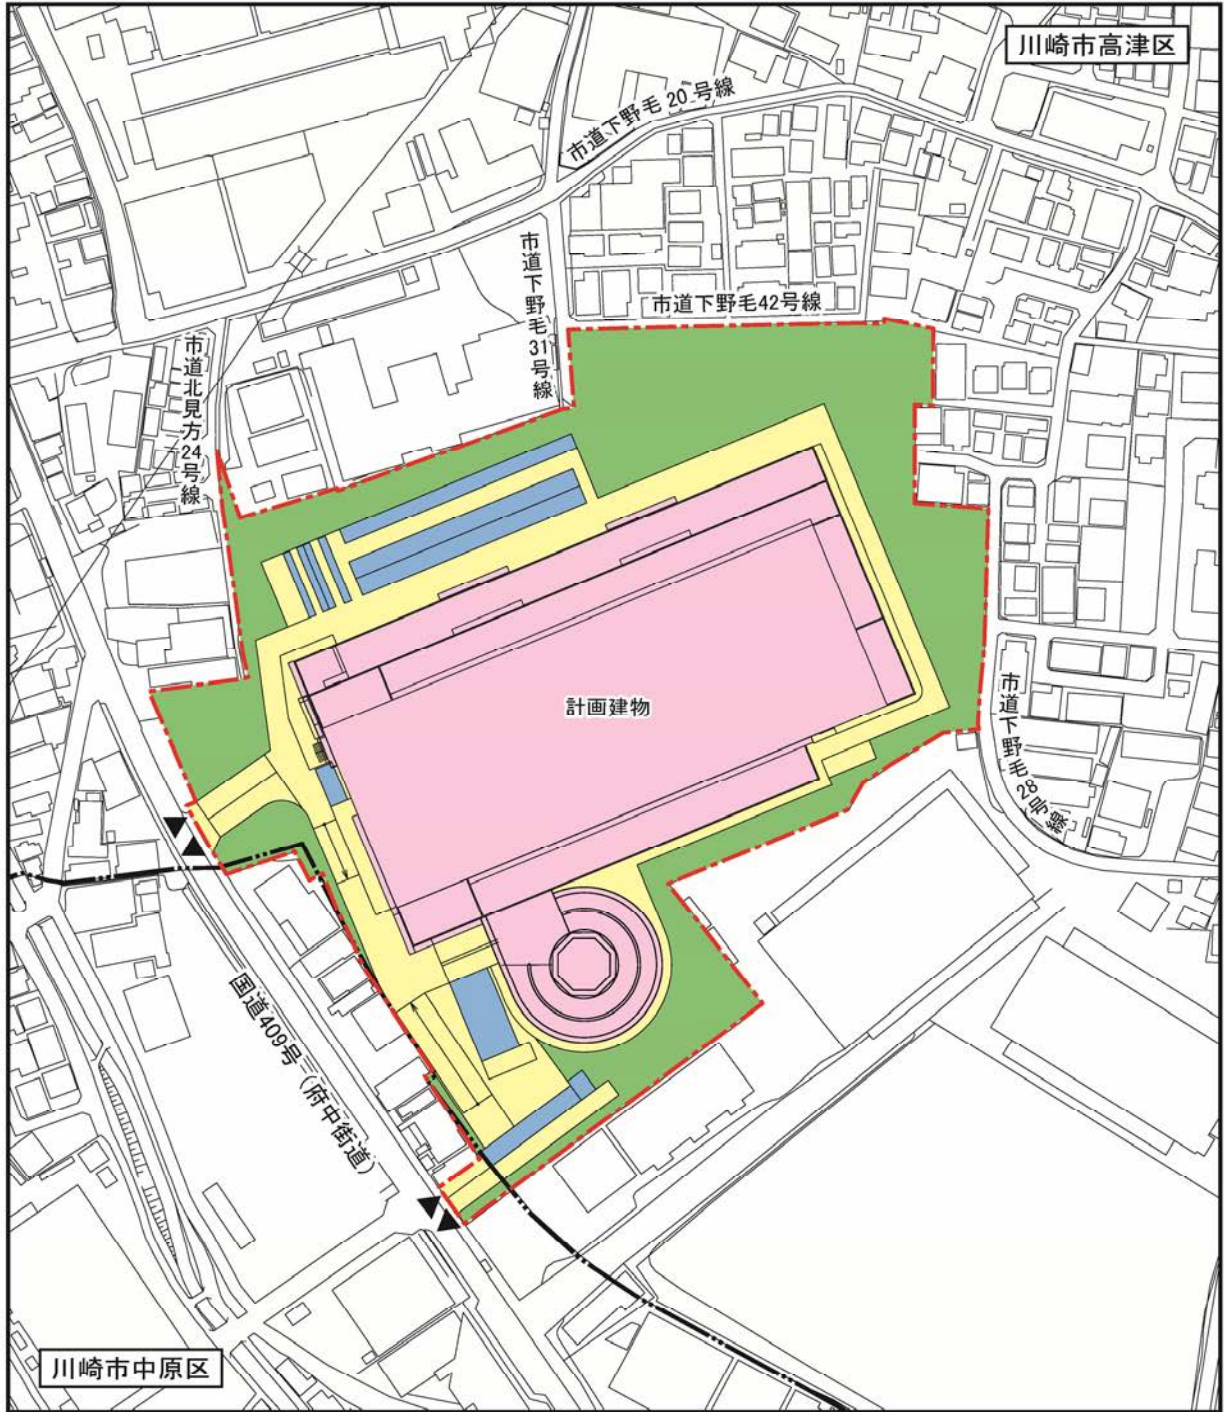 川崎市高津区
市道下野毛20号線
市道下野毛31号線
市道下野毛42号線
市道北見方24号線
計画建物
市道下野毛28号線
国道409号（府中街道）
川崎市中原区